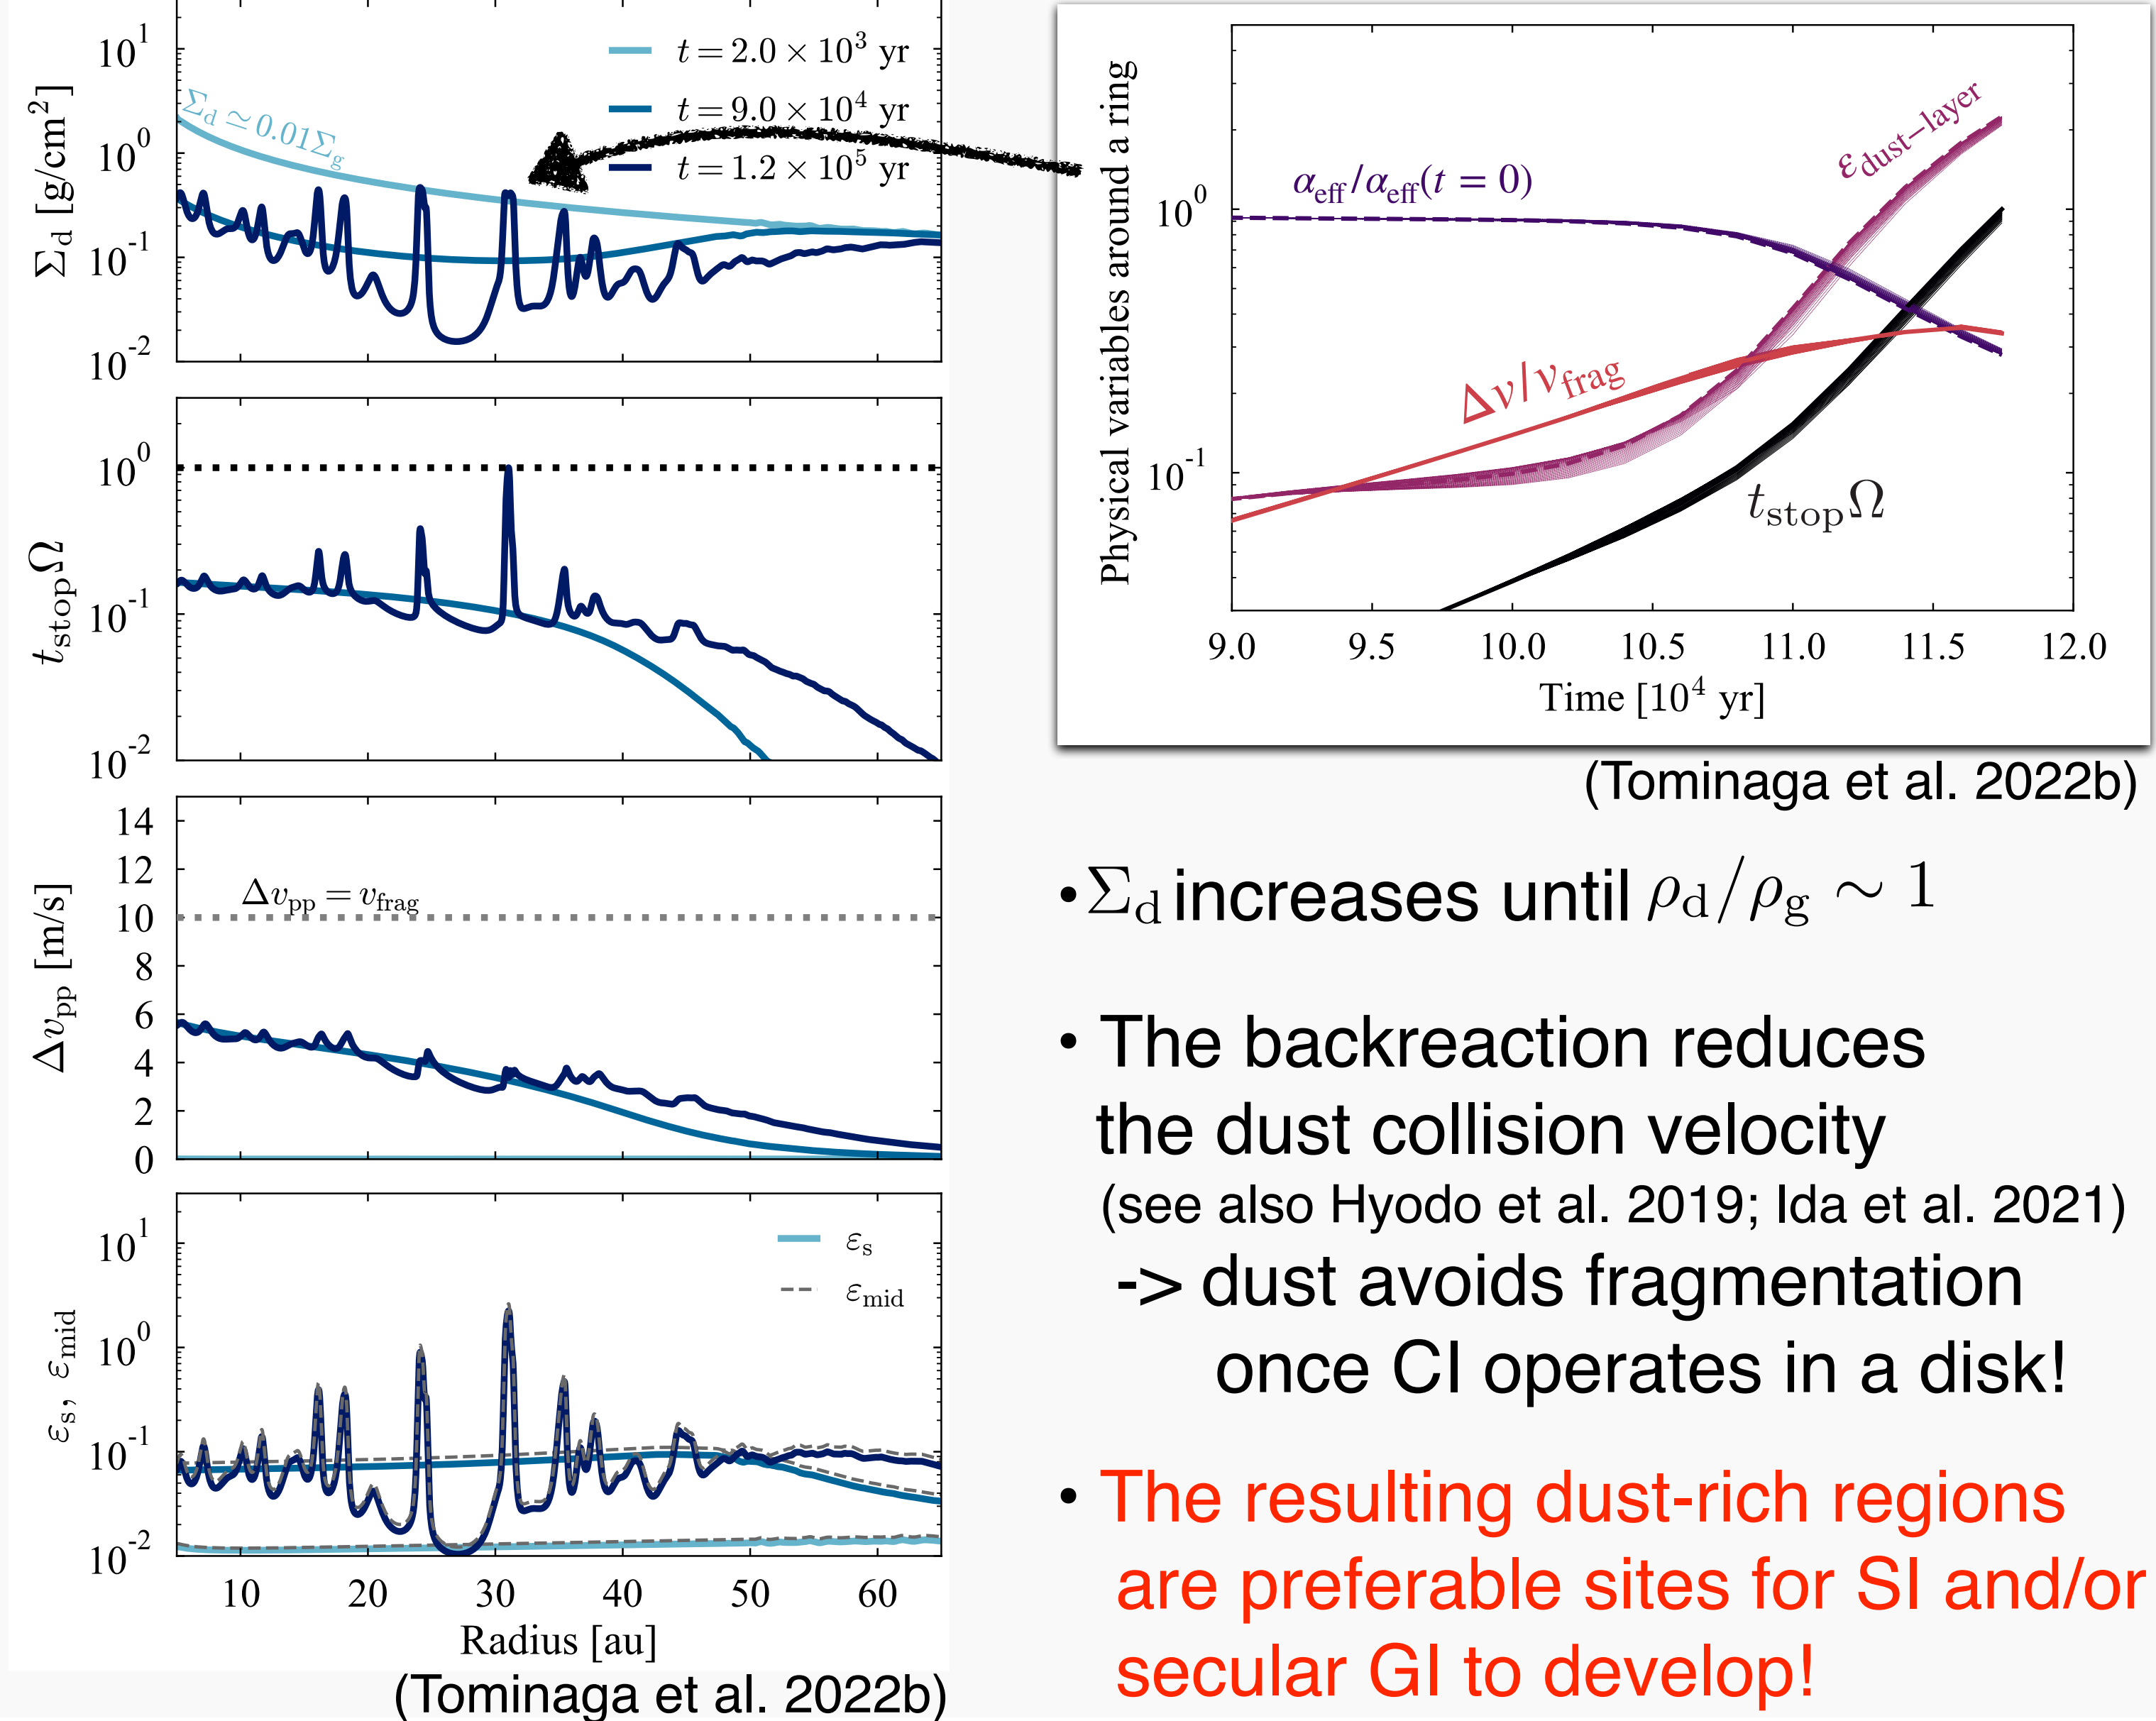 10^1
10^0
10^-1
10^-2
Σ_d [g/cm^2]
Σ_d ≃ 0.01Σ_g
t = 2.0 × 10^3 yr
t = 9.0 × 10^4 yr
t = 1.2 × 10^5 yr
10^0
10^-1
10^-2
t_stop Ω
14
12
10
8
6
4
2
0
Δv_pp [m/s]
Δv_pp = v_frag
10^1
10^0
10^-1
10^-2
ε_s, ε_mid
ε_s
ε_mid
10 20 30 40 50 60
Radius [au]
(Tominaga et al. 2022b)
Physical variables around a ring
10^0
10^-1
α_eff/α_eff(t = 0)
ε_dust−layer
Δv/v_frag
t_stop Ω
9.0 9.5 10.0 10.5 11.0 11.5 12.0
Time [10^4 yr]
(Tominaga et al. 2022b)
• Σ_d increases until ρ_d/ρ_g ∼ 1
• The backreaction reduces
the dust collision velocity
(see also Hyodo et al. 2019; Ida et al. 2021)
-> dust avoids fragmentation
once CI operates in a disk!
• The resulting dust-rich regions
are preferable sites for SI and/or
secular GI to develop!